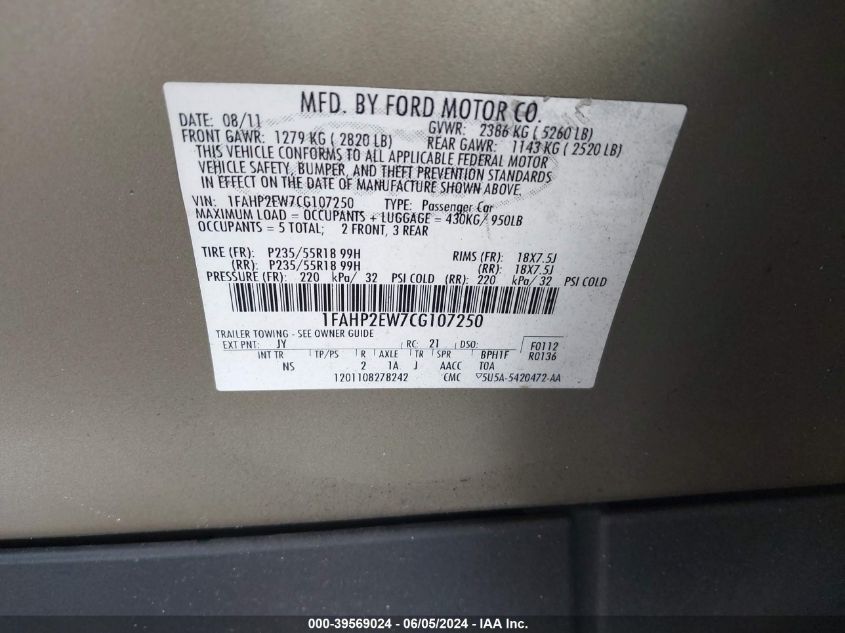 MFD. BY FORD MOTOR CO.
DATE: 08/11 GVWR: 2386 KG ( 5260 LB)
FRONT GAWR: 1279 KG ( 2820 LB) REAR GAWR: 1143 KG ( 2520 LB)
THIS VEHICLE CONFORMS TO ALL APPLICABLE FEDERAL MOTOR
VEHICLE SAFETY, BUMPER, AND THEFT PREVENTION STANDARDS
IN EFFECT ON THE DATE OF MANUFACTURE SHOWN ABOVE.
VIN: 1FAHP2EW7CG107250 TYPE: Passenger Car
MAXIMUM LOAD = OCCUPANTS + LUGGAGE = 430KG/ 950LB
OCCUPANTS = 5 TOTAL; 2 FRONT, 3 REAR
TIRE (FR): P235/55R18 99H RIMS (FR): 18X7.5J
(RR): P235/55R18 99H (RR): 18X7.5J
PRESSURE (FR): 220 kPa/ 32 PSI COLD (RR): 220 kPa/ 32 PSI COLD
1FAHP2EW7CG107250
TRAILER TOWING - SEE OWNER GUIDE
EXT PNT: JY RC: 21 DSO: F0112
INT TR TP/PS R AXLE TR SPR BPH1F R0136
NS 2 1A J AACC T0A
1201108278242 CMC 5U5A-5420472-AA
000-39569024 - 06/05/2024 - IAA Inc.